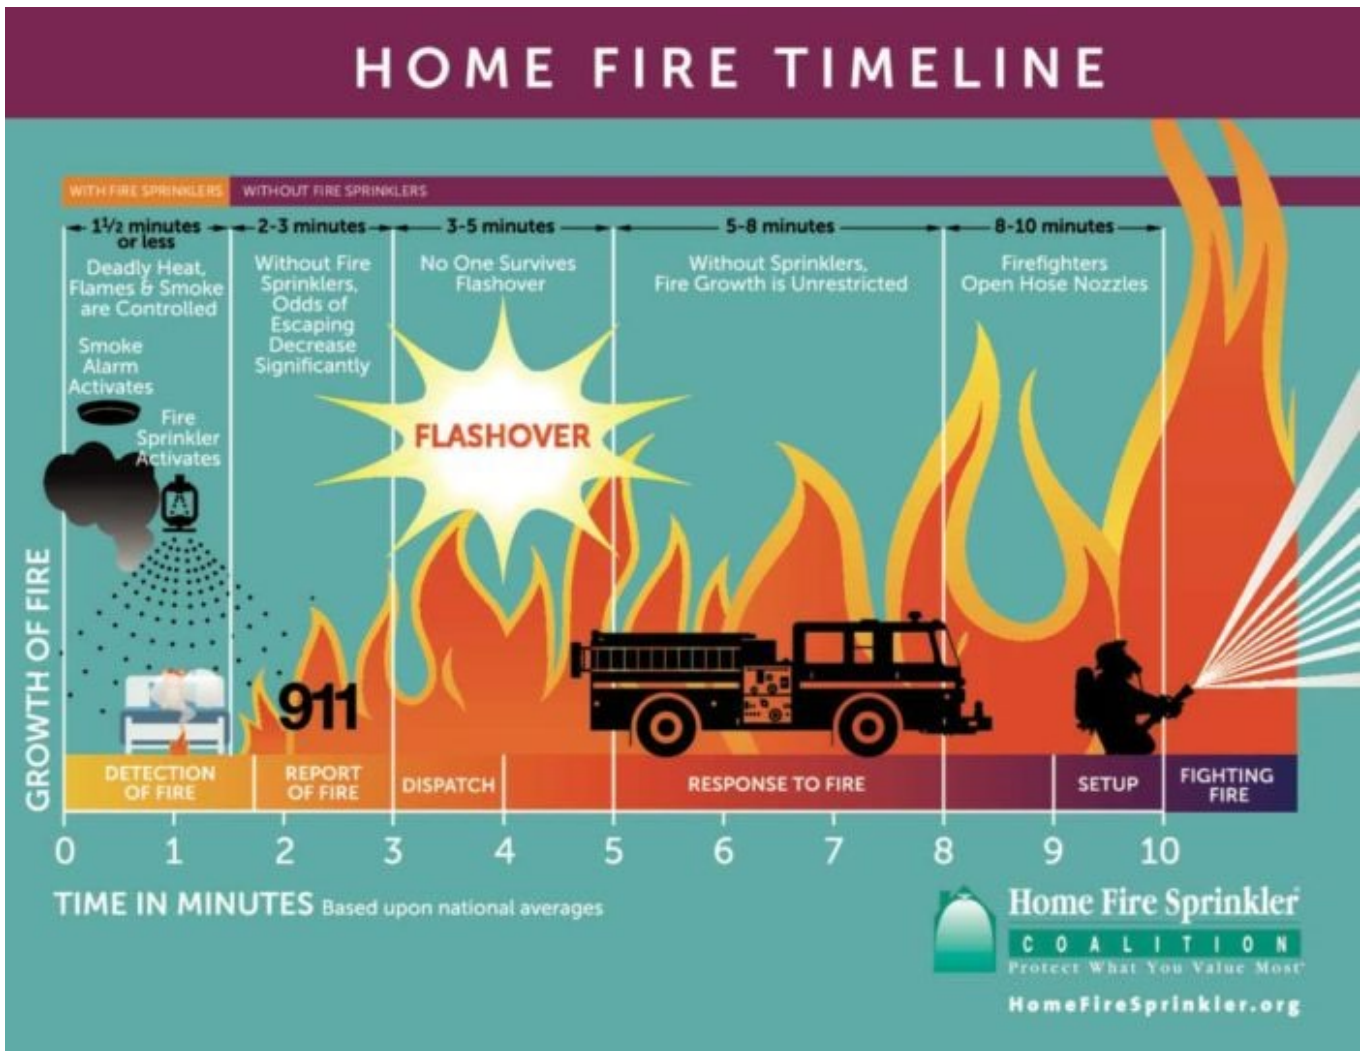 HOME FIRE TIMELINE
WITH FIRE SPRINKLERS
WITHOUT FIRE SPRINKLERS
1½ minutes
or less
2-3 minutes
3-5 minutes
5-8 minutes
8-10 minutes
Deadly Heat,
Flames & Smoke
are Controlled
Without Fire
Sprinklers,
Odds of
Escaping
Decrease
Significantly
No One Survives
Flashover
Without Sprinklers,
Fire Growth is Unrestricted
Firefighters
Open Hose Nozzles
Smoke
Alarm
Activates
Fire
Sprinkler
Activates
FLASHOVER
911
GROWTH OF FIRE
DETECTION
OF FIRE
REPORT
OF FIRE
DISPATCH
RESPONSE TO FIRE
SETUP
FIGHTING
FIRE
0 1 2 3 4 5 6 7 8 9 10
TIME IN MINUTES Based upon national averages
Home Fire Sprinkler®
COALITION
Protect What You Value Most
HomeFireSprinkler.org